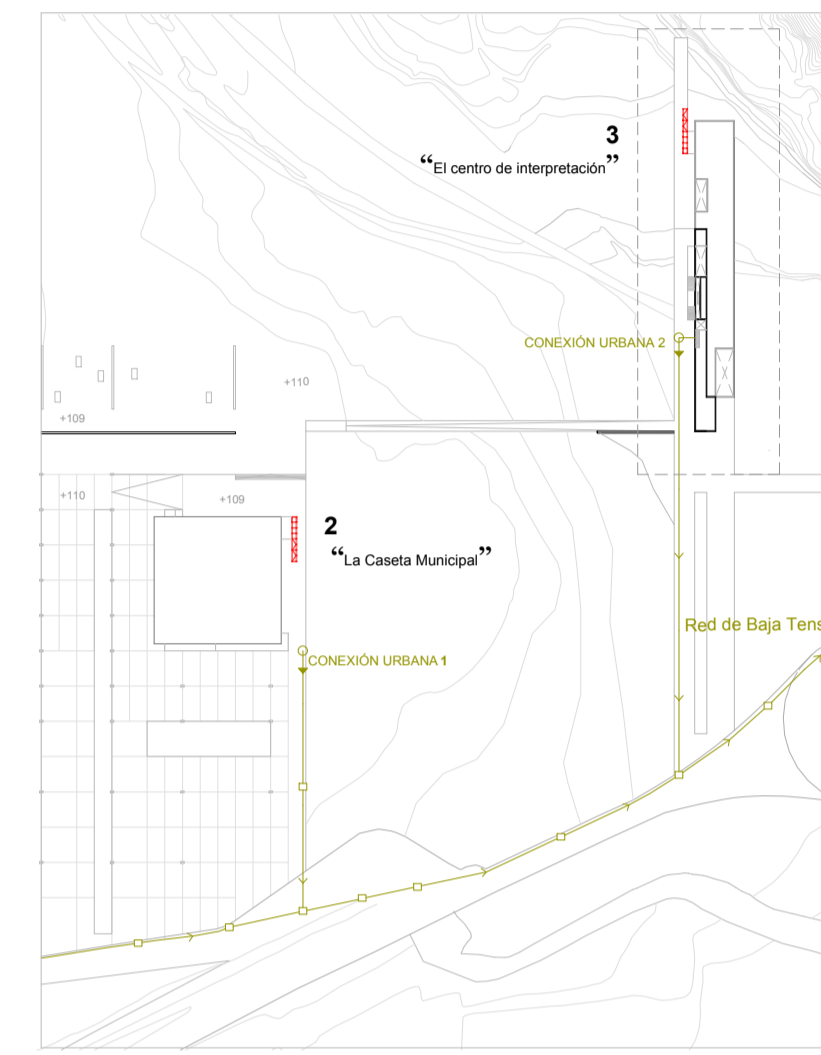 3
“El centro de interpretación”
CONEXIÓN URBANA 2
+110
+109
+110
+109
2
“La Caseta Municipal”
Red de Baja Tens
CONEXIÓN URBANA 1